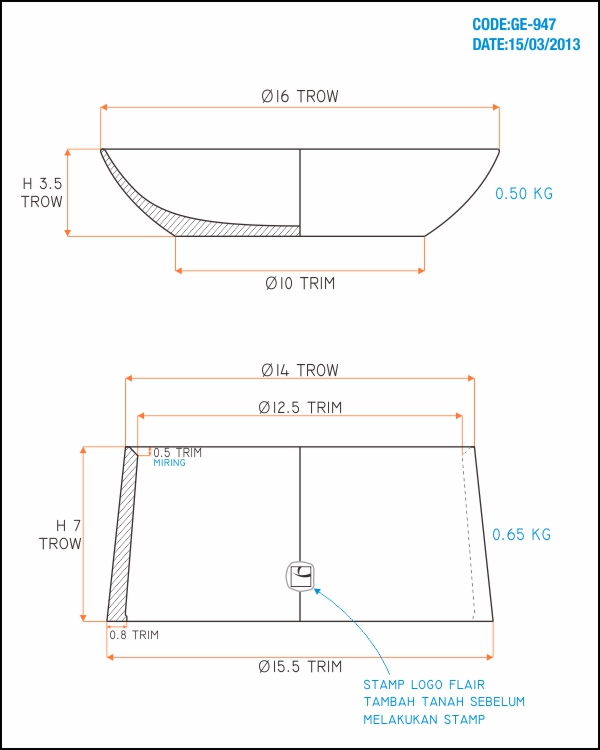 CODE:GE-947
DATE:15/03/2013
Ø16 TROW
H 3.5
TROW
0.50 KG
Ø10 TRIM
Ø14 TROW
Ø12.5 TRIM
0.5 TRIM
MIRING
H 7
TROW
0.65 KG
0.8 TRIM
Ø15.5 TRIM
STAMP LOGO FLAIR
TAMBAH TANAH SEBELUM
MELAKUKAN STAMP